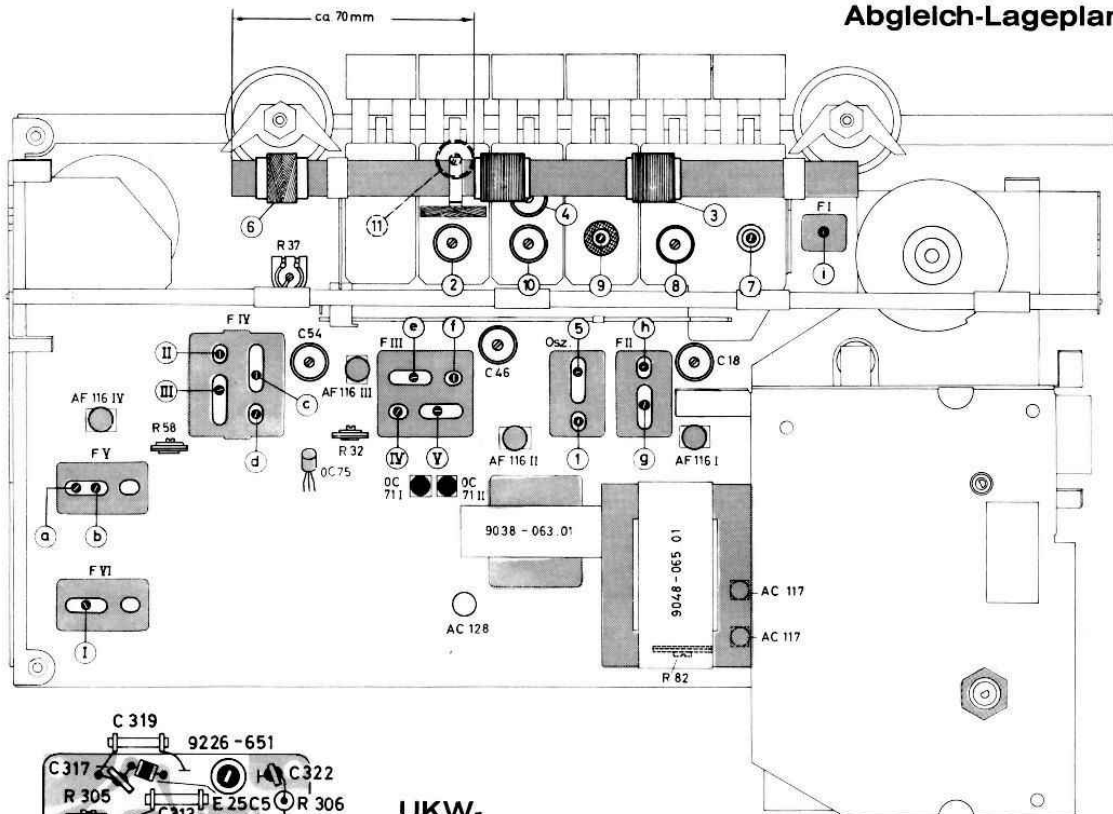 Abgleich-Lageplan
ca. 70mm
6
11
4
3
F I
i
R 37
2
10
9
8
7
F IV
C54
e
f
5
h
F III
Osz.
F II
II
C 46
C 18
III
AF 116 III
AF 116 IV
c
R 58
R 32
d
IV
V
AF 116 II
1
g
AF 116 I
OC75
F V
OC
71 I
OC
71 II
a
b
9038 - 063.01
9048-065 01
F VI
AC 117
I
AC 128
AC 117
R 82
C 319
9226-651
C 317
C 322
R 305
E 25C5
R 306
C313
UKW-